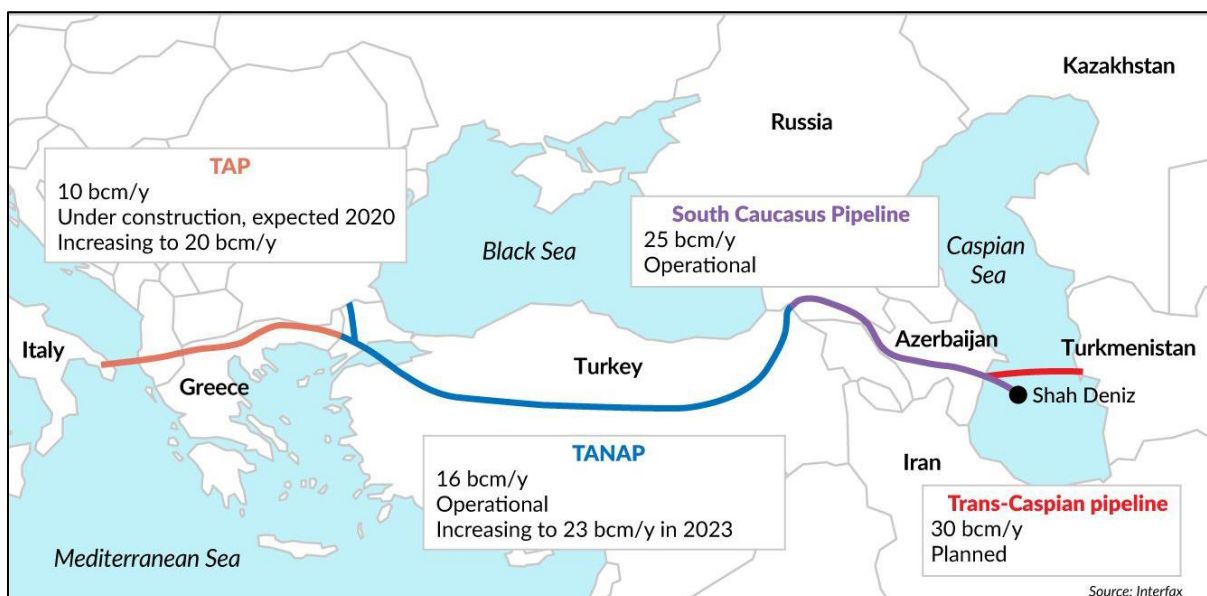 Kazakhstan
Russia
TAP
10 bcm/y
Under construction, expected 2020
Increasing to 20 bcm/y
South Caucasus Pipeline
25 bcm/y
Operational
Black Sea
Caspian
Sea
Italy
Greece
Turkey
Azerbaijan
Turkmenistan
Shah Deniz
TANAP
16 bcm/y
Operational
Increasing to 23 bcm/y in 2023
Iran
Trans-Caspian pipeline
30 bcm/y
Planned
Mediterranean Sea
Source: Interfax